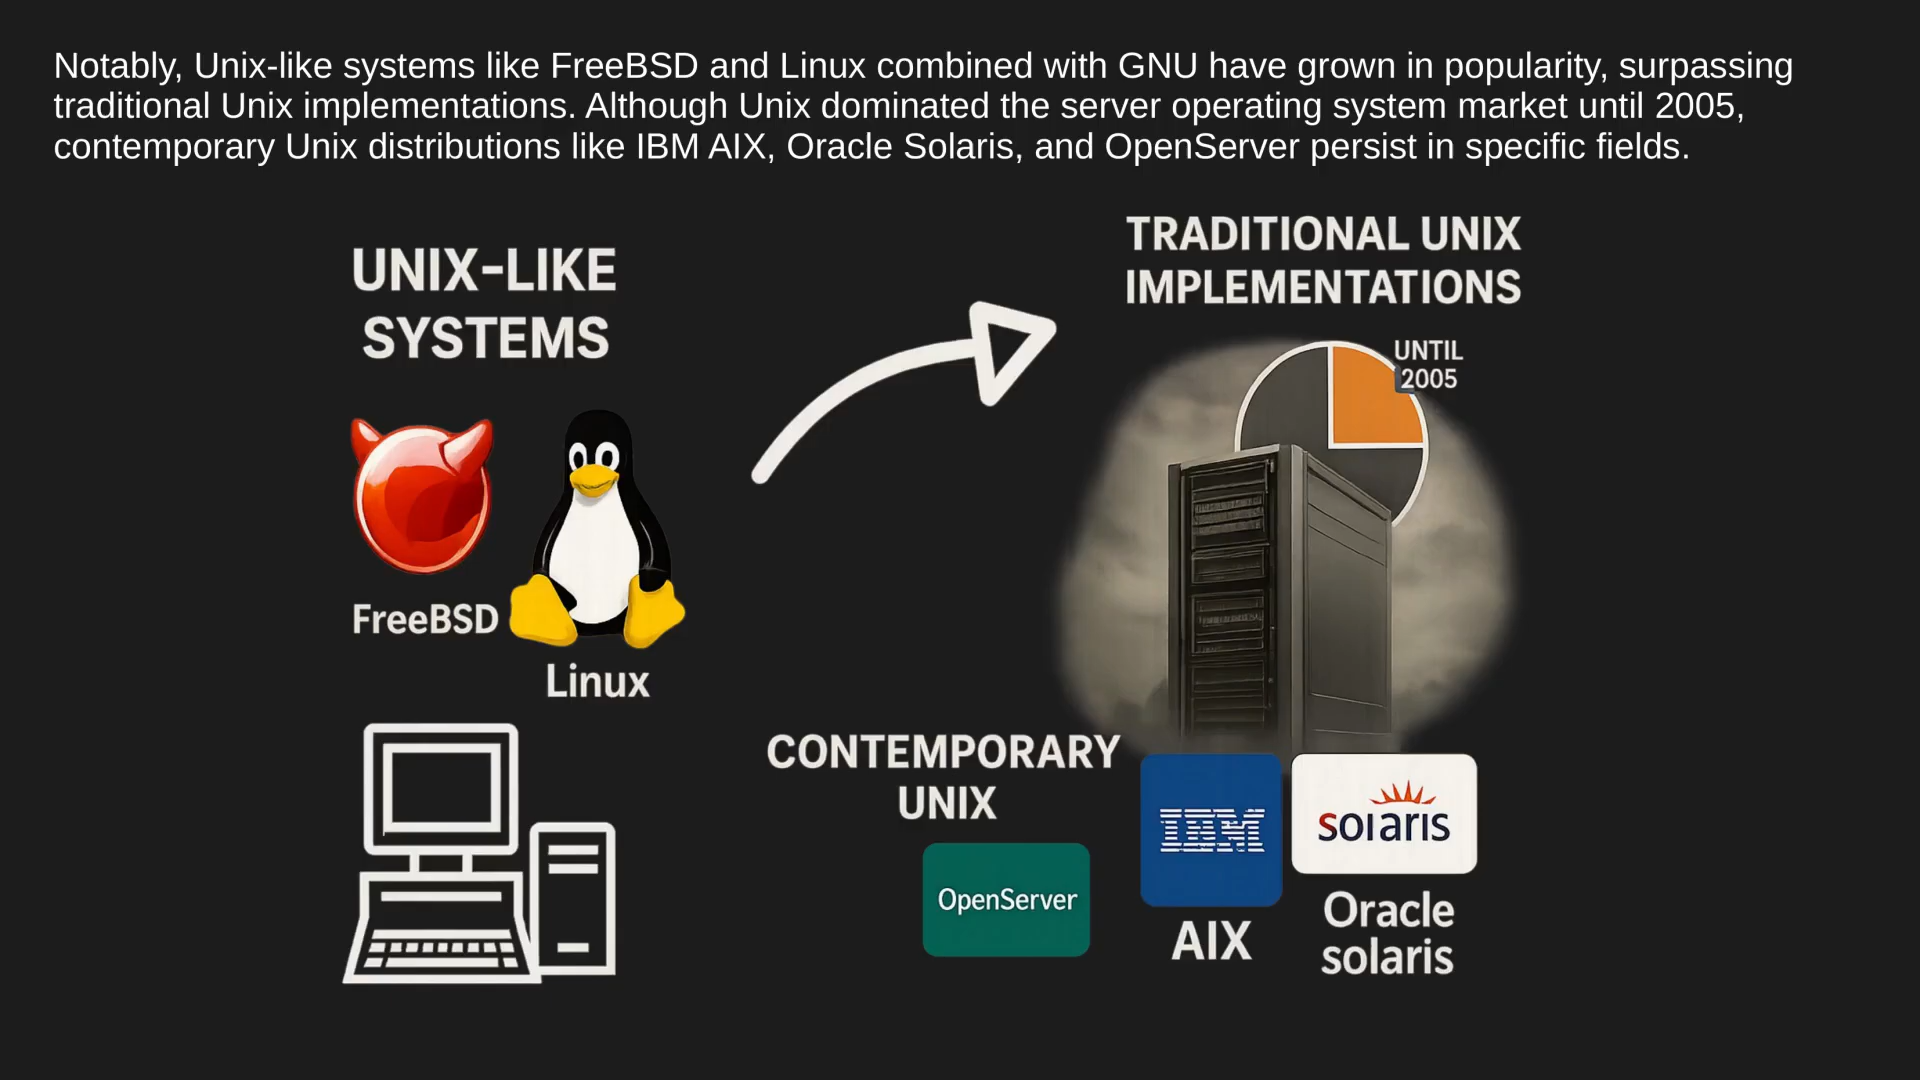 Notably, Unix-like systems like FreeBSD and Linux combined with GNU have grown in popularity, surpassing
traditional Unix implementations. Although Unix dominated the server operating system market until 2005,
contemporary Unix distributions like IBM AIX, Oracle Solaris, and OpenServer persist in specific fields.
UNIX-LIKE
SYSTEMS
FreeBSD
Linux
TRADITIONAL UNIX
IMPLEMENTATIONS
UNTIL
2005
CONTEMPORARY
UNIX
OpenServer
IBM
AIX
solaris
Oracle
solaris